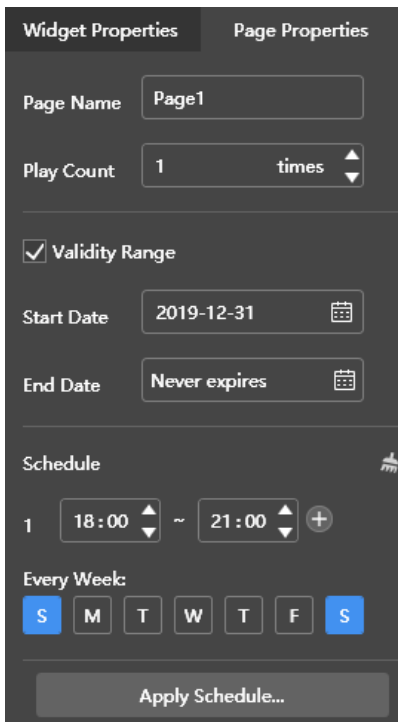 Widget Properties Page Properties
Page Name Page1
Play Count 1 times
Validity Range
Start Date 2019-12-31
End Date Never expires
Schedule
1 18:00 ~ 21:00
Every Week:
S M T W T F S
Apply Schedule...